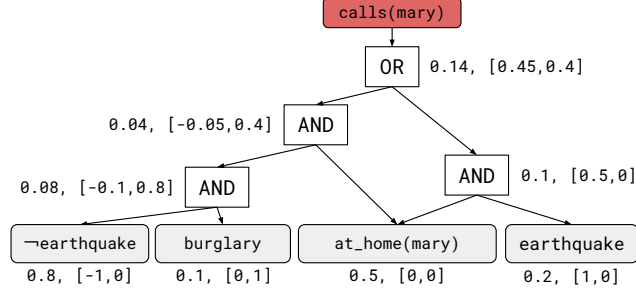 calls(mary)
OR
0.14, [0.45,0.4]
0.04, [-0.05,0.4]
AND
0.08, [-0.1,0.8]
AND
AND
0.1, [0.5,0]
¬earthquake
burglary
at_home(mary)
earthquake
0.8, [-1,0]
0.1, [0,1]
0.5, [0,0]
0.2, [1,0]